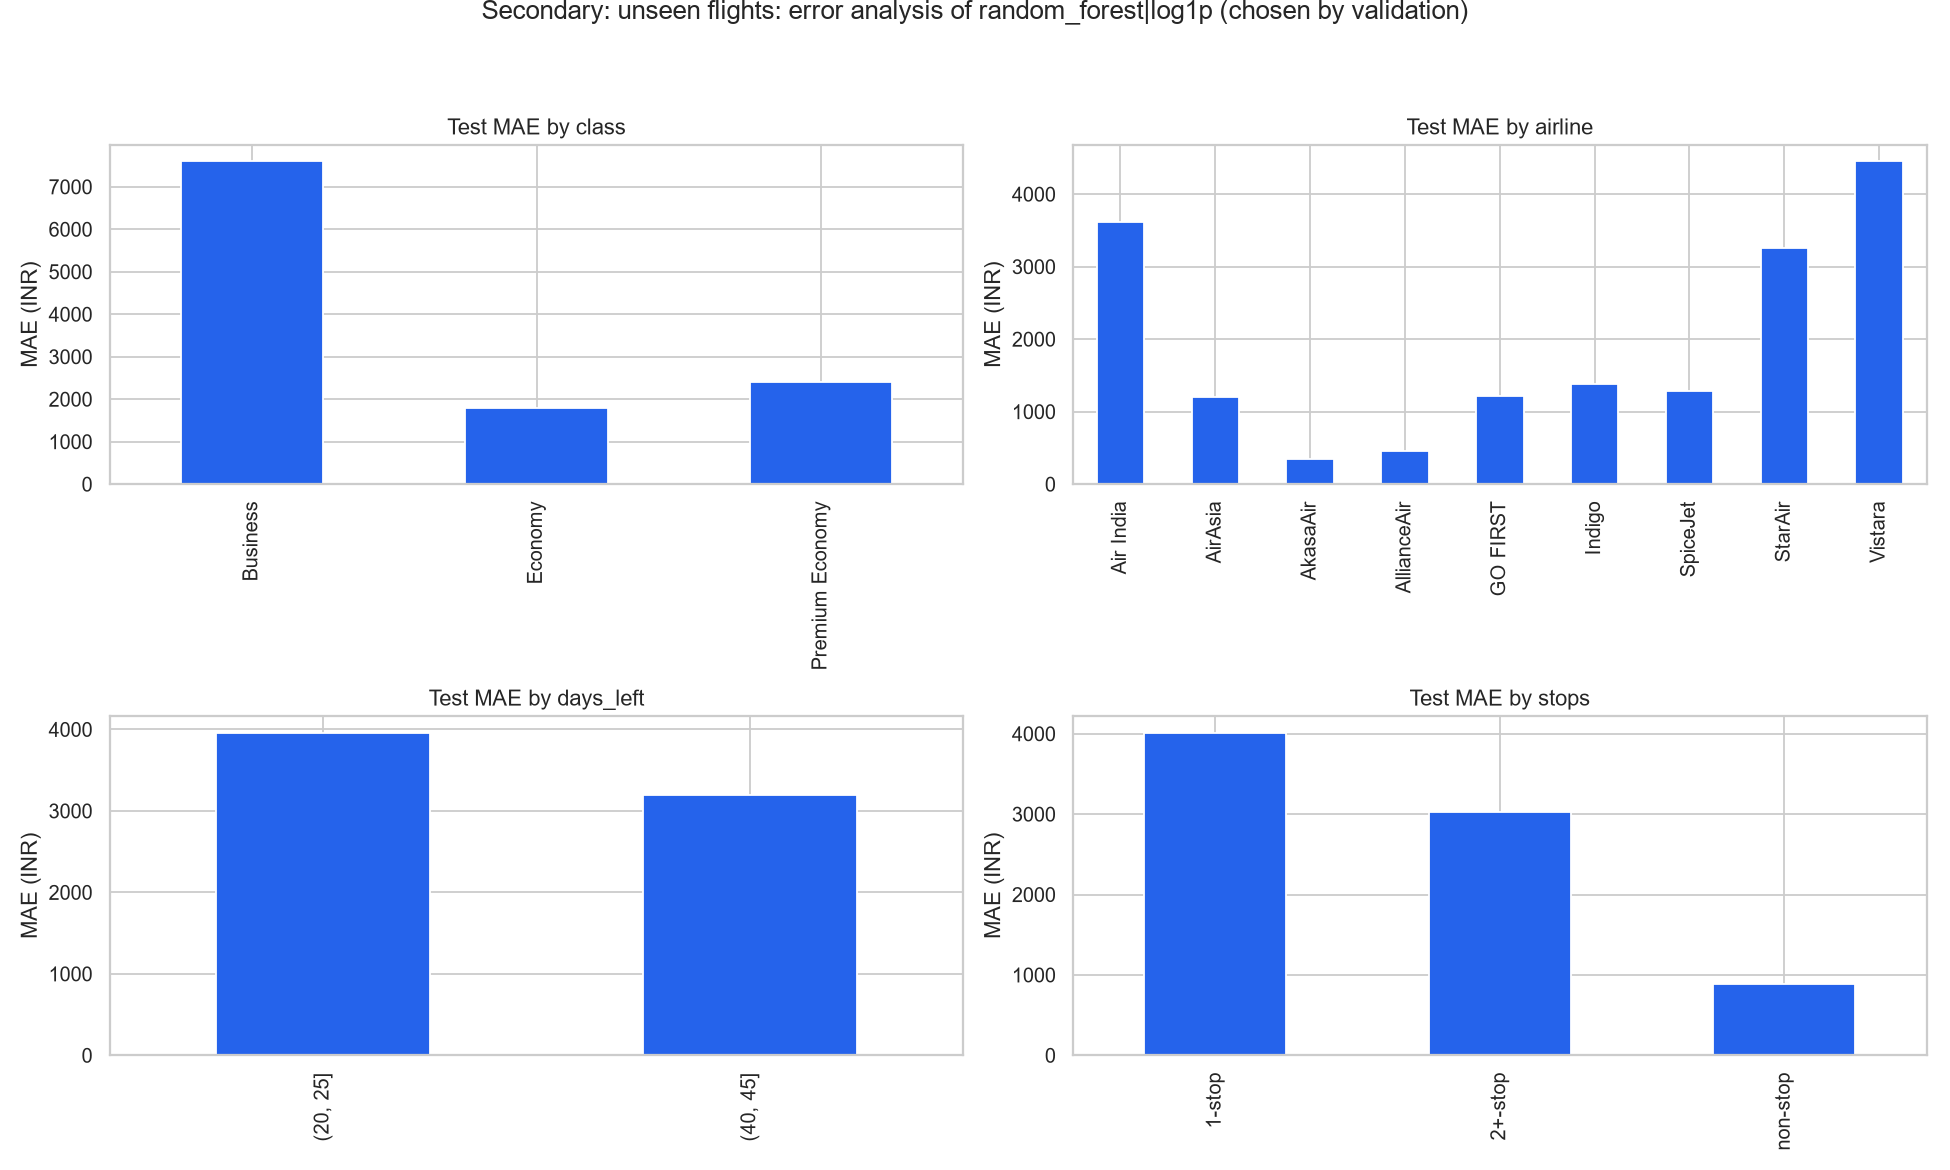 Secondary: unseen flights: error analysis of random_forest|log1p (chosen by validation)
Test MAE by class
MAE (INR)
7000
6000
5000
4000
3000
2000
1000
0
Business
Economy
Premium Economy
Test MAE by airline
MAE (INR)
4000
3000
2000
1000
0
Air India
AirAsia
AkasaAir
AllianceAir
GO FIRST
Indigo
SpiceJet
StarAir
Vistara
Test MAE by days_left
MAE (INR)
4000
3000
2000
1000
0
(20, 25]
(40, 45]
Test MAE by stops
MAE (INR)
4000
3000
2000
1000
0
1-stop
2+-stop
non-stop